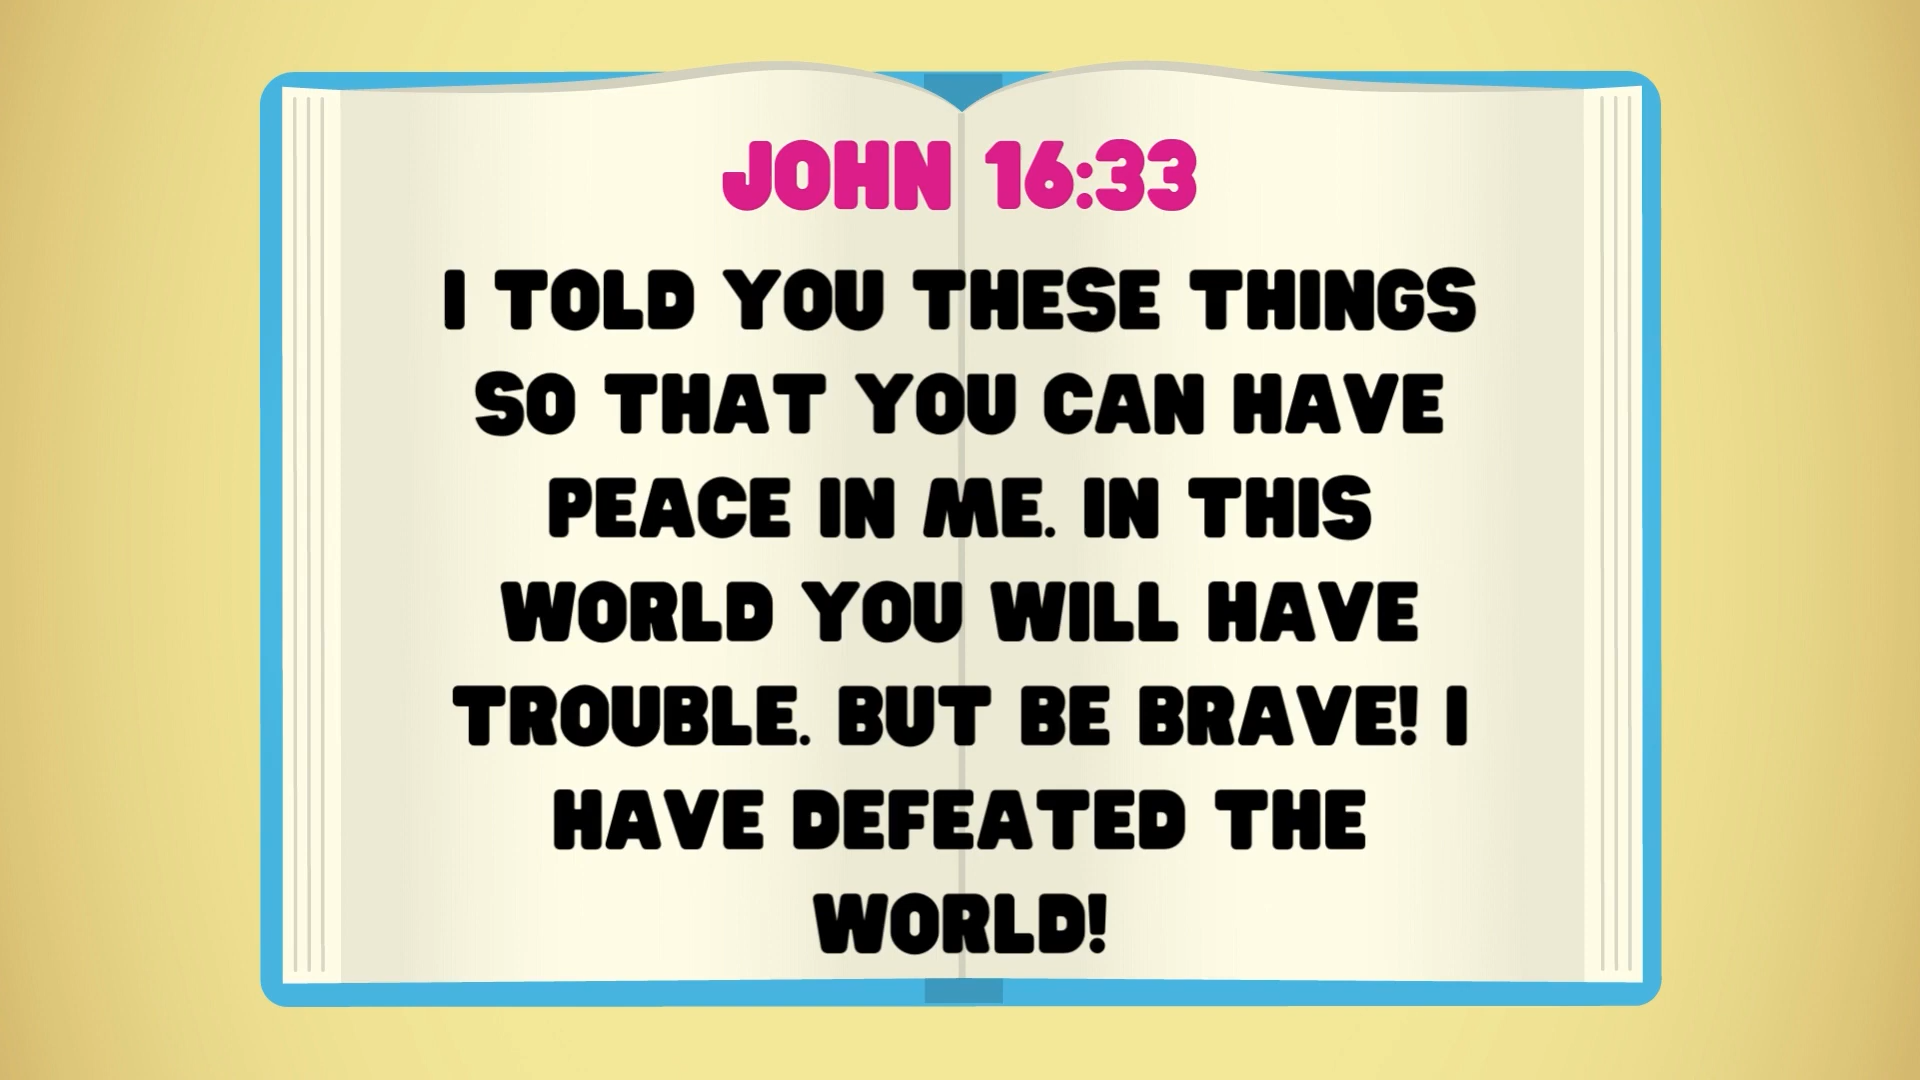 JOHN 16:33
I TOLD YOU THESE THINGS
SO THAT YOU CAN HAVE
PEACE IN ME. IN THIS
WORLD YOU WILL HAVE
TROUBLE. BUT BE BRAVE! I
HAVE DEFEATED THE
WORLD!